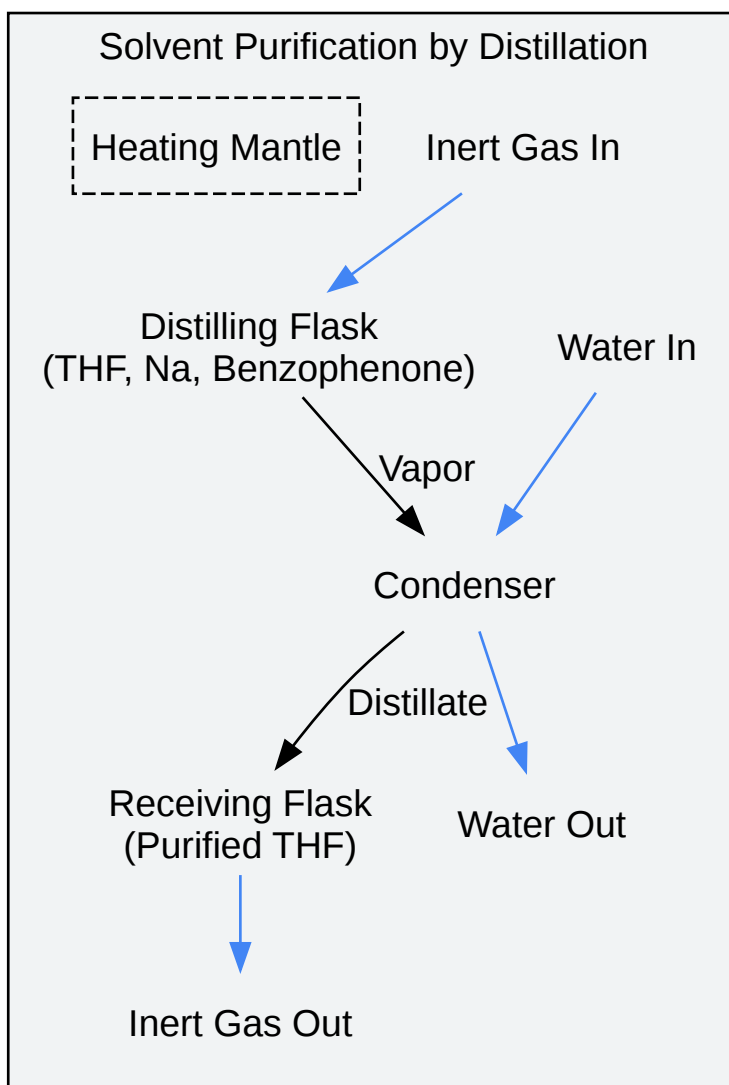 Solvent Purification by Distillation
Heating Mantle
Inert Gas In
Distilling Flask
(THF, Na, Benzophenone)
Water In
Vapor
Condenser
Distillate
Receiving Flask
(Purified THF)
Water Out
Inert Gas Out